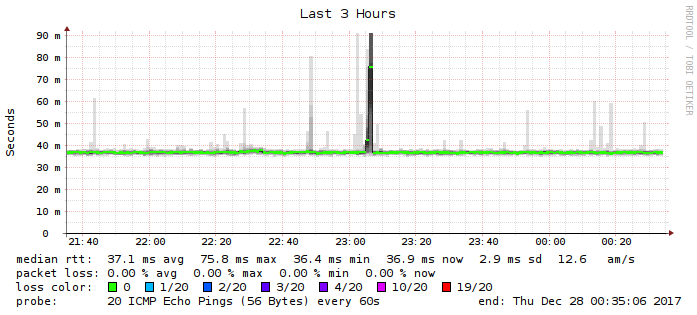 Last 3 Hours
RRDTOOL / TOBI OETIKER
Seconds
90 m
80 m
70 m
60 m
50 m
40 m
30 m
20 m
10 m
0
21:40 22:00 22:20 22:40 23:00 23:20 23:40 00:00 00:20
median rtt: 37.1 ms avg 75.8 ms max 36.4 ms min 36.9 ms now 2.9 ms sd 12.6 am/s
packet loss: 0.00 % avg 0.00 % max 0.00 % min 0.00 % now
loss color: 0 1/20 2/20 3/20 4/20 10/20 19/20
probe: 20 ICMP Echo Pings (56 Bytes) every 60s end: Thu Dec 28 00:35:06 2017